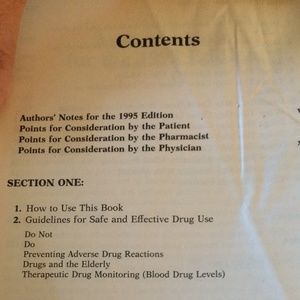 Contents
Authors' Notes for the 1995 Edition
Points for Consideration by the Patient
Points for Consideration by the Pharmacist
Points for Consideration by the Physician
SECTION ONE:
1. How to Use This Book
2. Guidelines for Safe and Effective Drug Use
Do Not
Do
Preventing Adverse Drug Reactions
Drugs and the Elderly
Therapeutic Drug Monitoring (Blood Drug Levels)